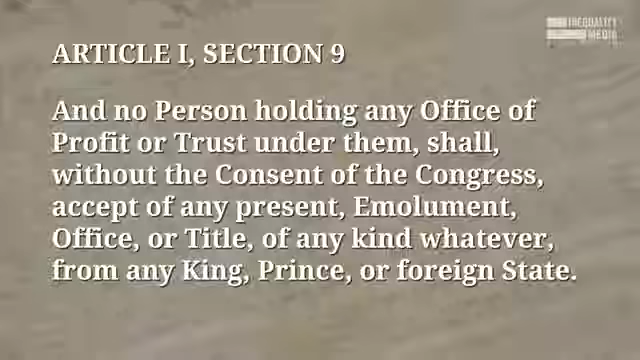 INEQUALITY
MEDIA
ARTICLE I, SECTION 9
And no Person holding any Office of
Profit or Trust under them, shall,
without the Consent of the Congress,
accept of any present, Emolument,
Office, or Title, of any kind whatever,
from any King, Prince, or foreign State.